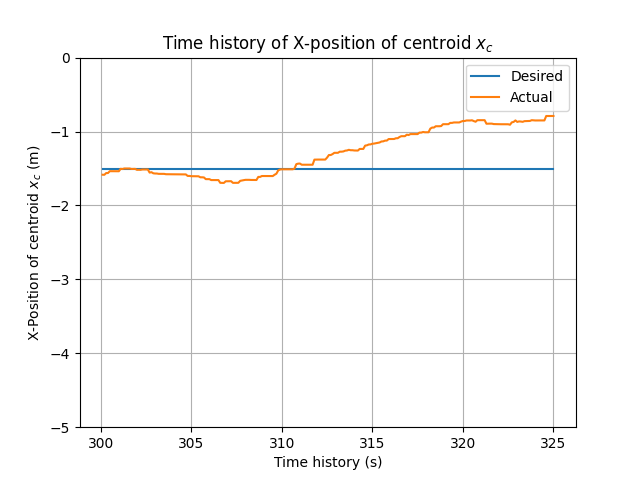 Time history of X-position of centroid $x_c$
Desired
Actual
0
−1
−2
−3
−4
−5
X-Position of centroid $x_c$ (m)
300 305 310 315 320 325
Time history (s)